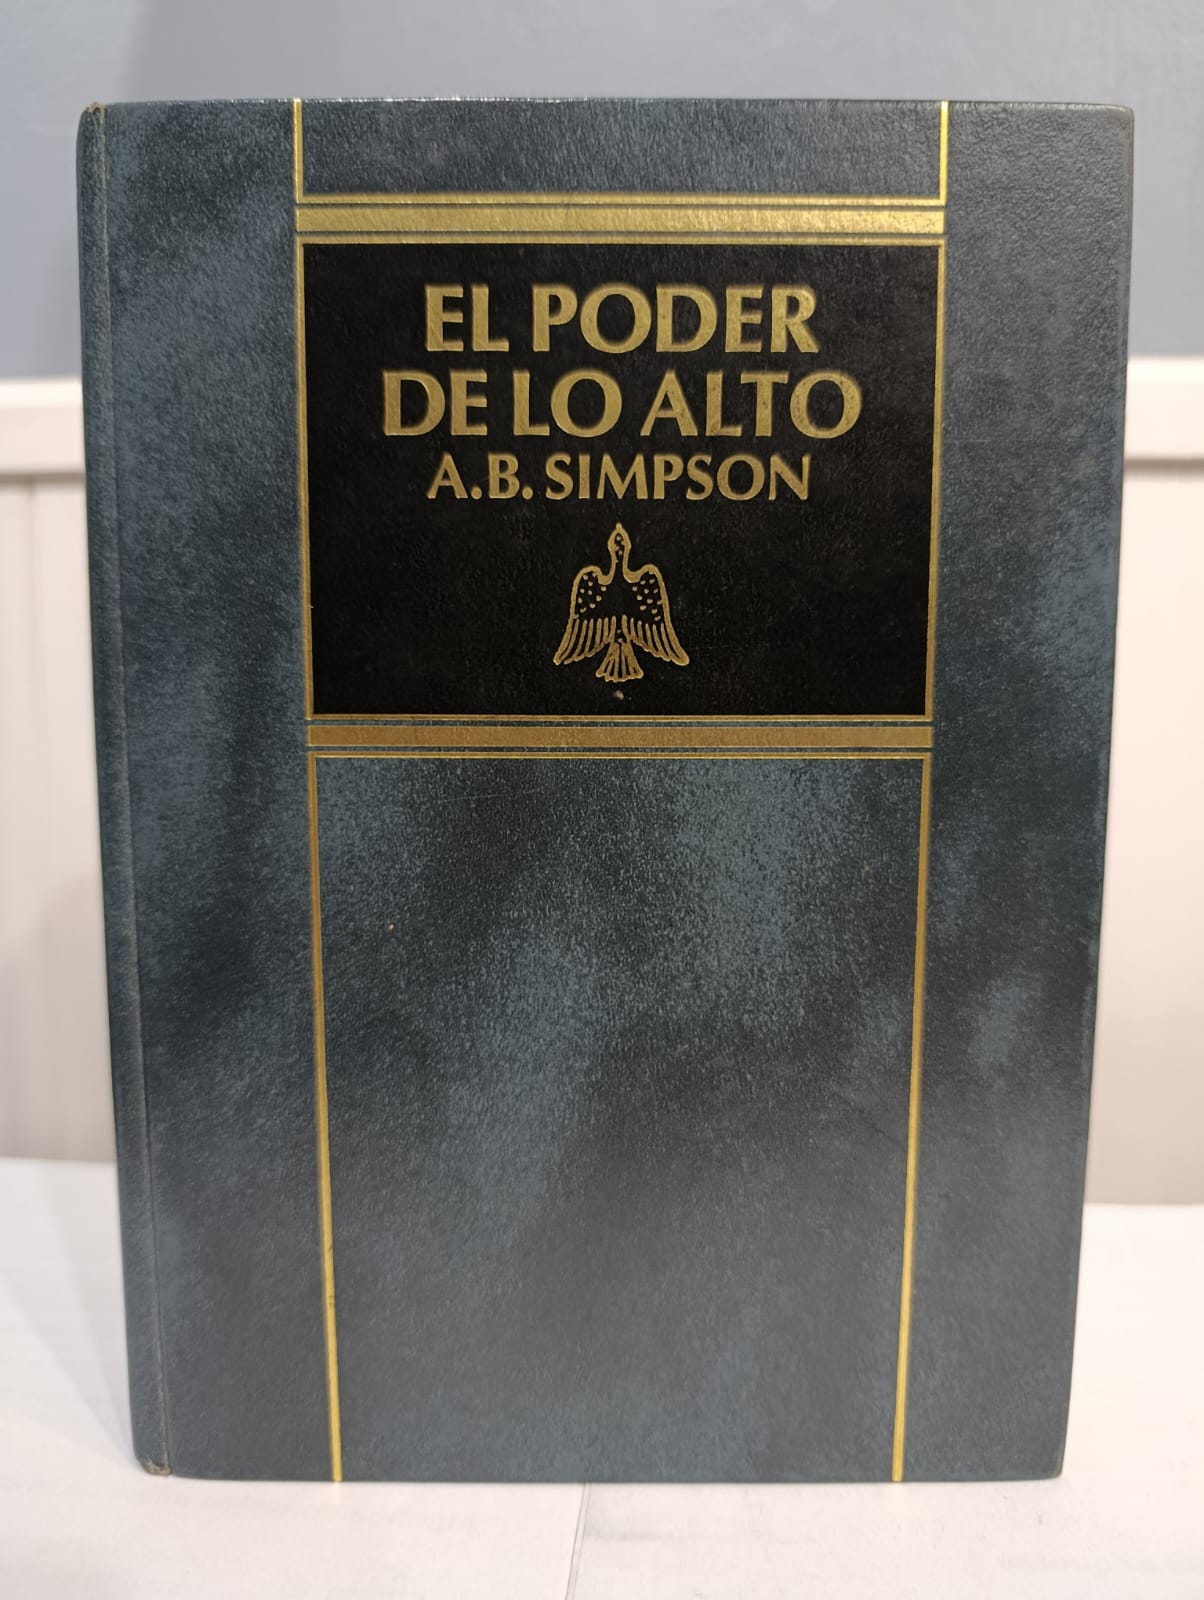 EL PODER
DE LO ALTO
A.B. SIMPSON